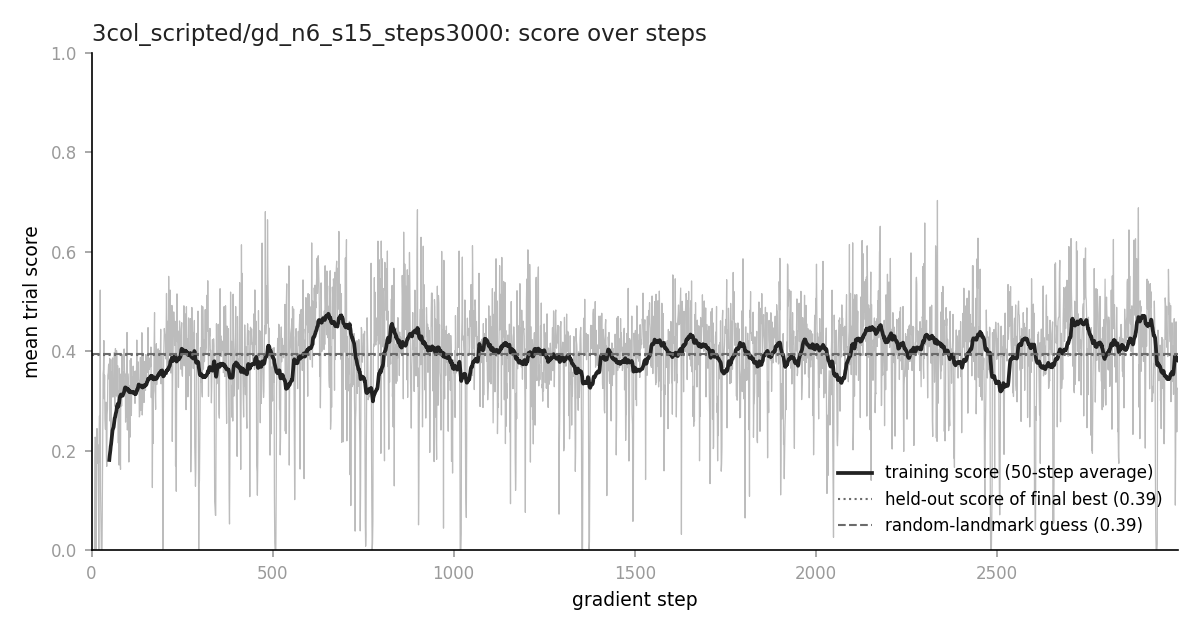 3col_scripted/gd_n6_s15_steps3000: score over steps
1.0
0.8
0.6
0.4
0.2
0.0
mean trial score
training score (50-step average)
held-out score of final best (0.39)
random-landmark guess (0.39)
0
500
1000
1500
2000
2500
gradient step